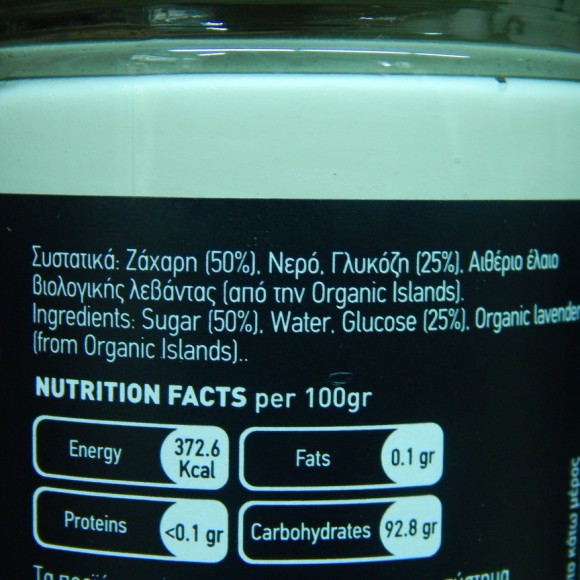 Συστατικά: Ζάχαρη (50%), Νερό, Γλυκόζη (25%), Αιθέριο έλαιο
βιολογικής λεβάντας (από την Organic Islands).
Ingredients: Sugar (50%), Water, Glucose (25%), Organic lavender
(from Organic Islands)..
NUTRITION FACTS per 100gr
Energy 372.6 Kcal
Fats 0.1 gr
Proteins <0.1 gr
Carbohydrates 92.8 gr
κάτω μέρος